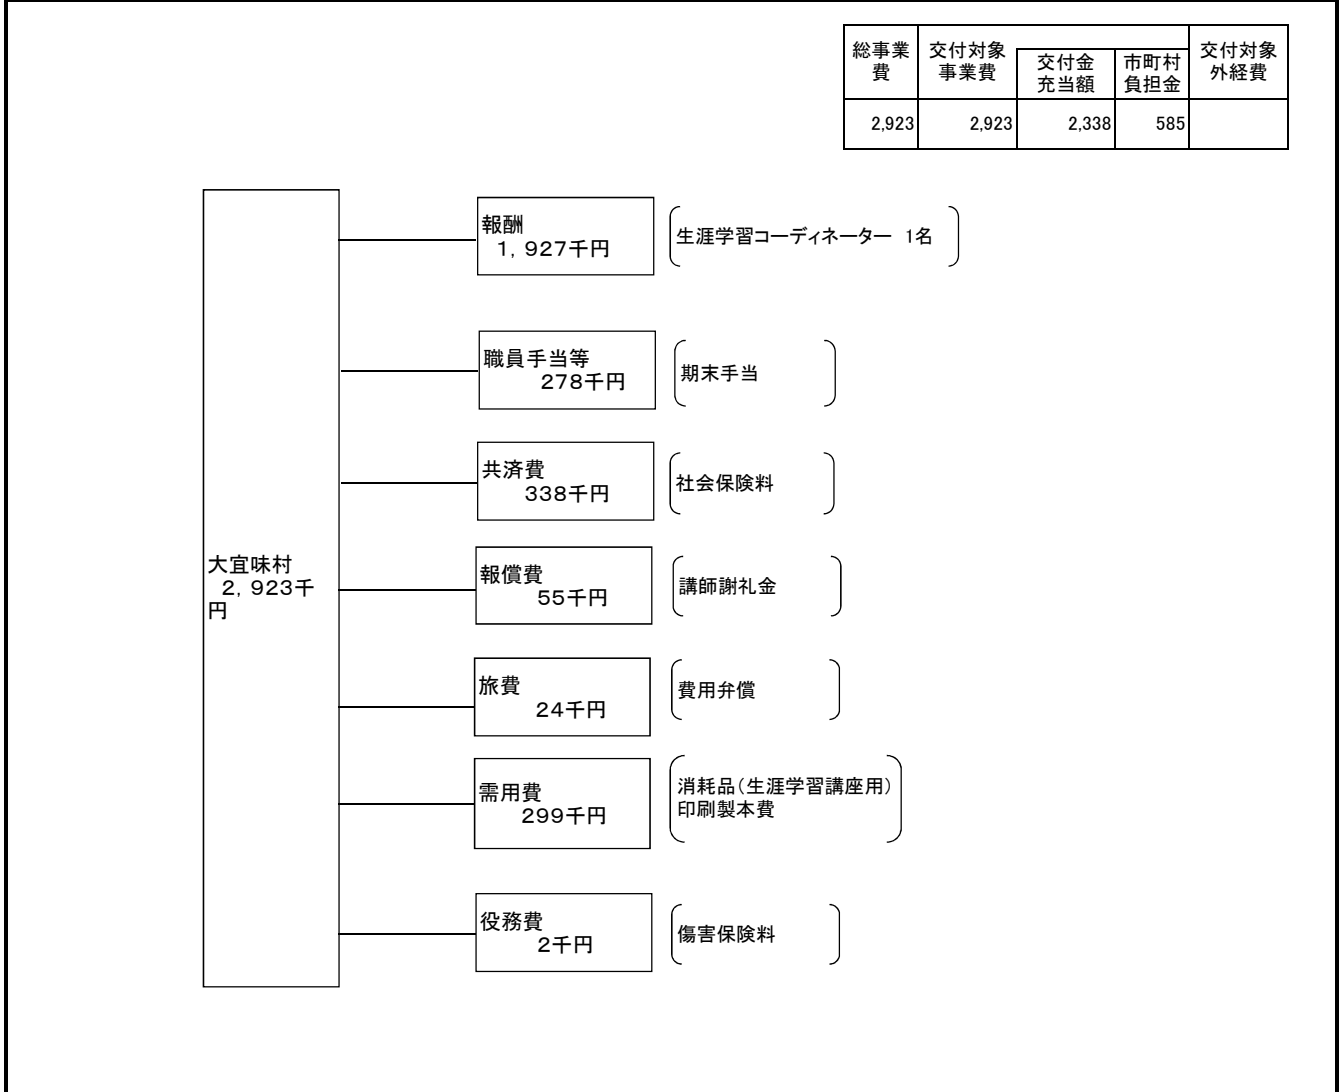 総事業
費
交付対象
事業費
交付金
充当額
市町村
負担金
交付対象
外経費
2,923 2,923 2,338 585
大宜味村
2，923千
円
報酬
1，927千円
生涯学習コーディネーター 1名
職員手当等
278千円
期末手当
共済費
338千円
社会保険料
報償費
55千円
講師謝礼金
旅費
24千円
費用弁償
需用費
299千円
消耗品（生涯学習講座用）
印刷製本費
役務費
2千円
傷害保険料